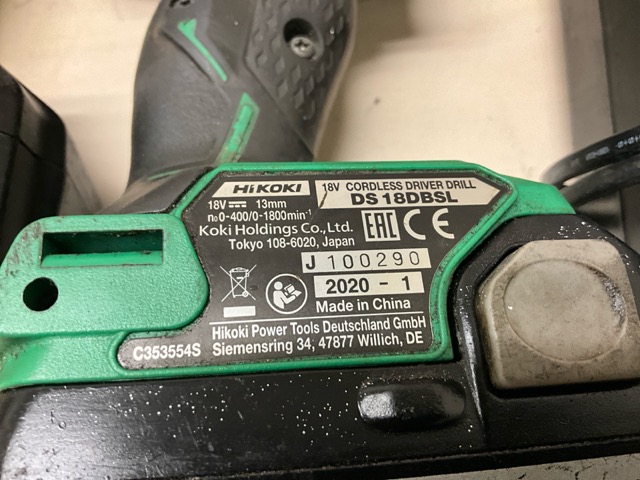 HiKOKI
18V CORDLESS DRIVER DRILL
DS 18DBSL
18V ⎓ 13mm
n₀0-400/0-1800min⁻¹
Koki Holdings Co.,Ltd.
Tokyo 108-6020, Japan
EAC CE
J 100290
2020 - 1
Made in China
Hikoki Power Tools Deutschland GmbH
Siemensring 34, 47877 Willich, DE
C353554S